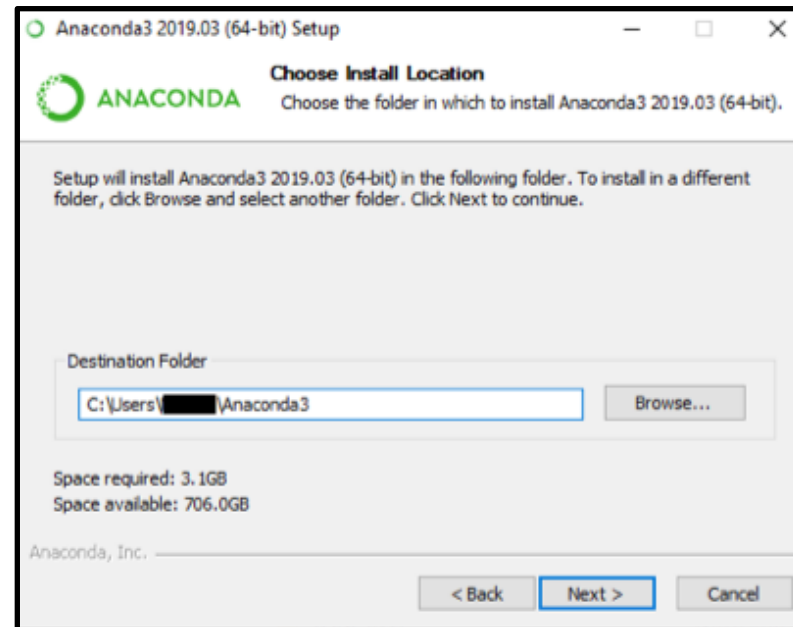 Anaconda3 2019.03 (64-bit) Setup
ANACONDA
Choose Install Location
Choose the folder in which to install Anaconda3 2019.03 (64-bit).
Setup will install Anaconda3 2019.03 (64-bit) in the following folder. To install in a different
folder, click Browse and select another folder. Click Next to continue.
Destination Folder
C:\Users\ \Anaconda3
Browse...
Space required: 3.1GB
Space available: 706.0GB
Anaconda, Inc.
< Back
Next >
Cancel